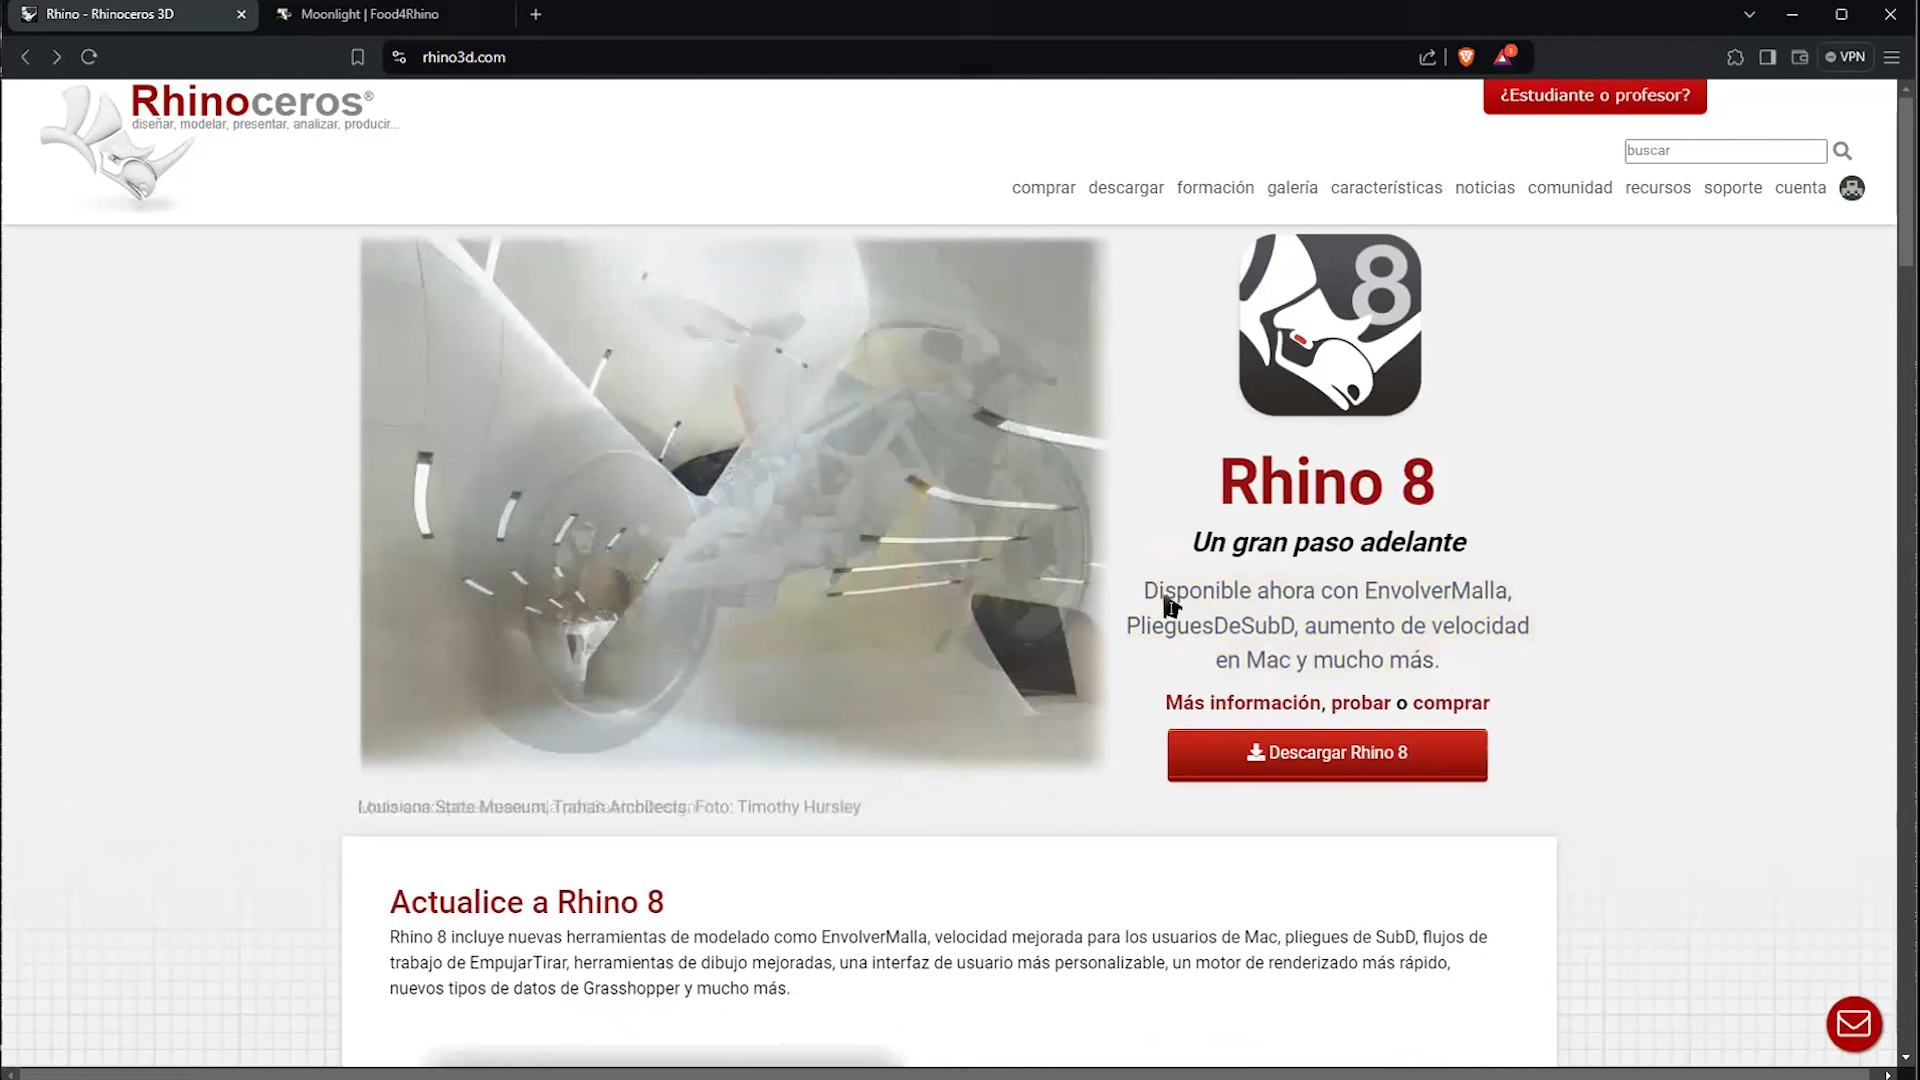 Rhino - Rhinoceros 3D
Moonlight | Food4Rhino
rhino3d.com
VPN
Rhinoceros®
diseñar, modelar, presentar, analizar, producir...
¿Estudiante o profesor?
buscar
comprar descargar formación galería características noticias comunidad recursos soporte cuenta
8
Rhino 8
Un gran paso adelante
Disponible ahora con EnvolverMalla,
PlieguesDeSubD, aumento de velocidad
en Mac y mucho más.
Más información, probar o comprar
Descargar Rhino 8
Louisiana State Museum, Trahan Architects. Foto: Timothy Hursley
Actualice a Rhino 8
Rhino 8 incluye nuevas herramientas de modelado como EnvolverMalla, velocidad mejorada para los usuarios de Mac, pliegues de SubD, flujos de
trabajo de EmpujarTirar, herramientas de dibujo mejoradas, una interfaz de usuario más personalizable, un motor de renderizado más rápido,
nuevos tipos de datos de Grasshopper y mucho más.